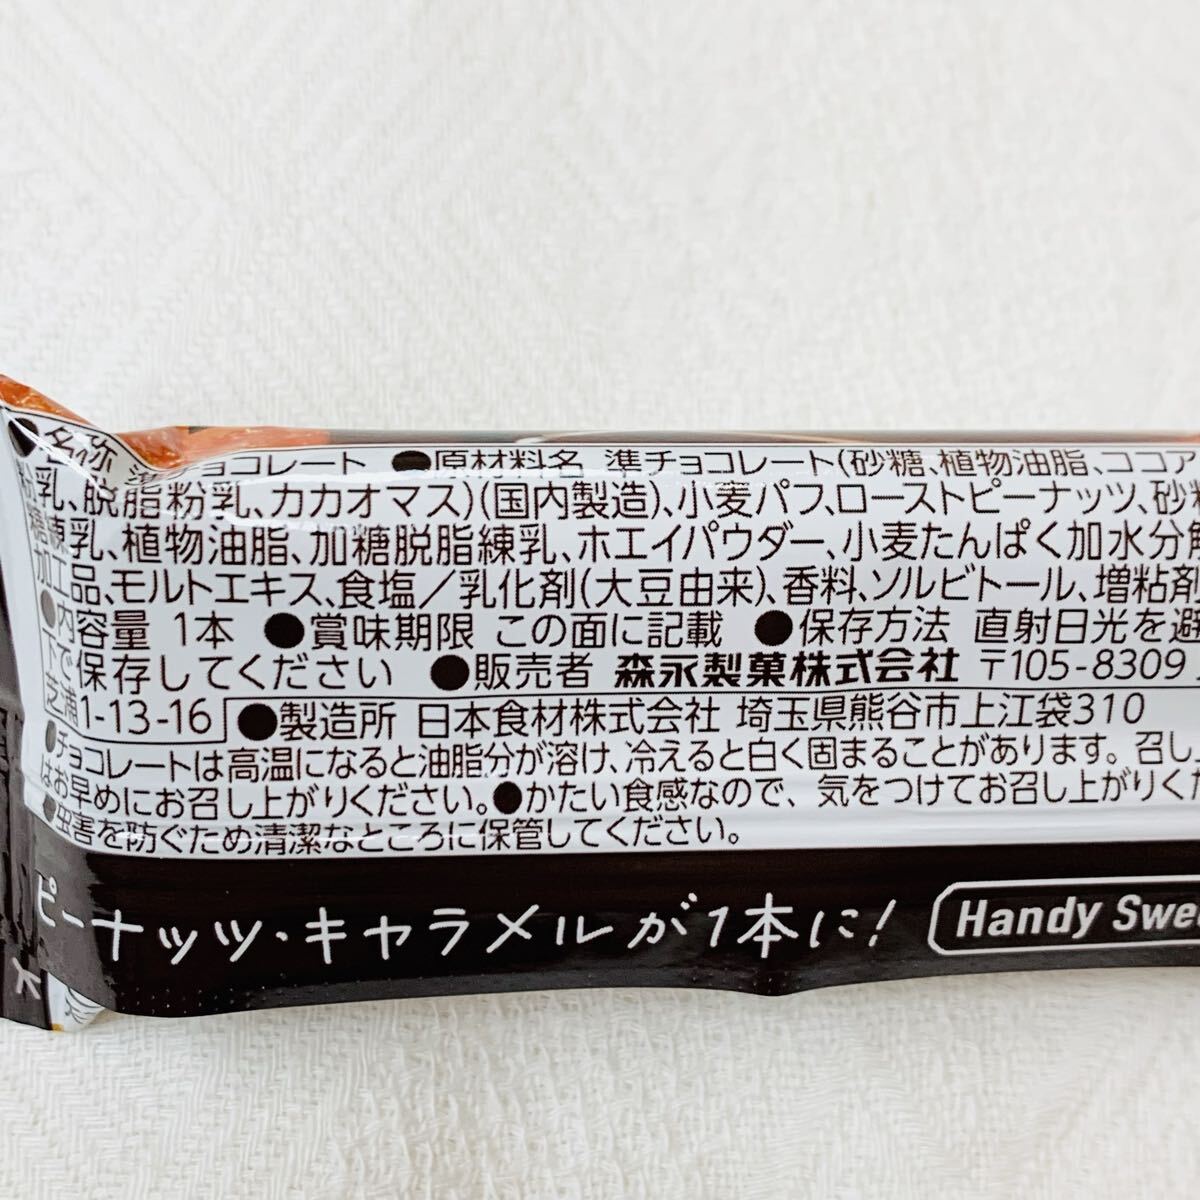 ●名称 準チョコレート ●原材料名 準チョコレート(砂糖、植物油脂、ココア
粉乳、脱脂粉乳、カカオマス)(国内製造)、小麦パフ、ローストピーナッツ、砂糖
糖練乳、植物油脂、加糖脱脂練乳、ホエイパウダー、小麦たんぱく加水分解
加工品、モルトエキス、食塩/乳化剤(大豆由来)、香料、ソルビトール、増粘剤
●内容量 1本 ●賞味期限 この面に記載 ●保存方法 直射日光を避
下で保存してください ●販売者 森永製菓株式会社 〒105-8309
芝浦1-13-16 ●製造所 日本食材株式会社 埼玉県熊谷市上江袋310
●チョコレートは高温になると油脂分が溶け、冷えると白く固まることがあります。召し
はお早めにお召し上がりください。●かたい食感なので、気をつけてお召し上がりくだ
●虫害を防ぐため清潔なところに保管してください。
ピーナッツ・キャラメルが1本に! Handy Swe